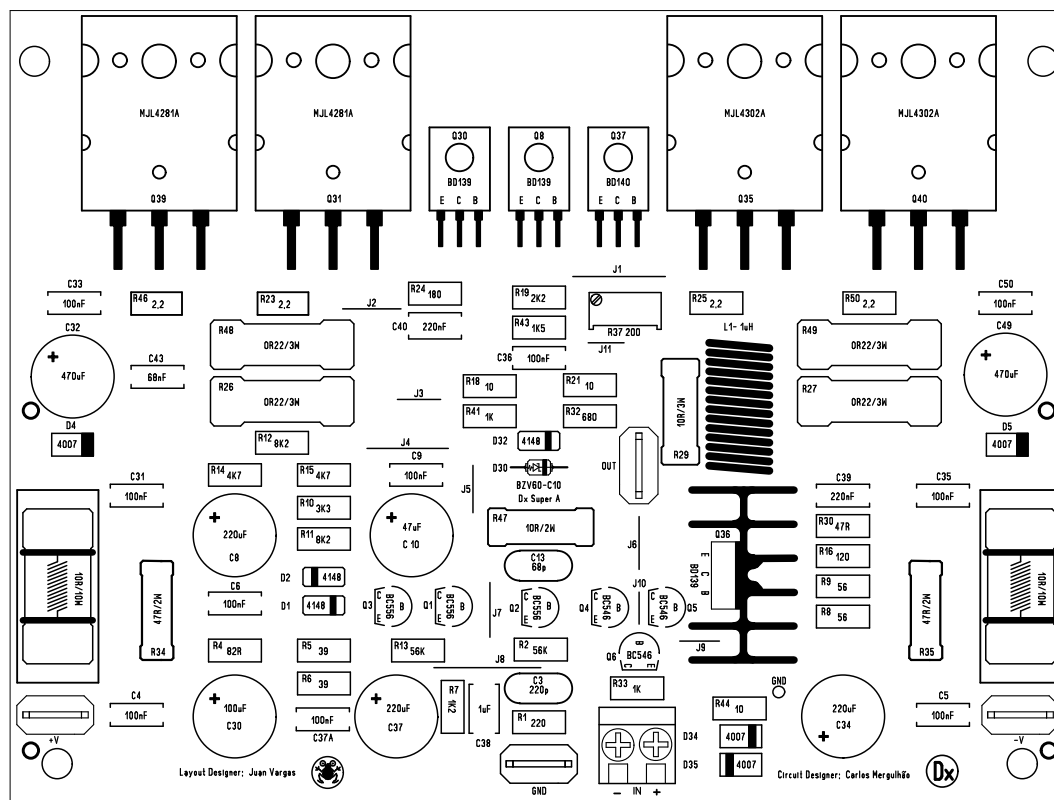 MJL4281A
MJL4281A
MJL4302A
MJL4302A
Q39
Q31
Q35
Q40
Q30
Q8
Q37
BD139
BD139
BD140
E C B
E C B
E C B
C33
100nF
R46
2,2
R23
2,2
J2
R24
180
C40
220nF
R19
2K2
R43
1K5
C36
100nF
J1
R37 200
J11
R25
2,2
R50
2,2
C50
100nF
C32
+
470uF
C43
68nF
R48
0R22/3W
R26
0R22/3W
R18
10
R21
10
R41
1K
R32
680
J3
L1- 1uH
10R/3W
R29
R49
0R22/3W
R27
0R22/3W
C49
+
470uF
D4
4007
R12
8K2
J4
D32
4148
D30
BZV60-C10
Dx Super A
OUT
D5
4007
C31
100nF
R14
4K7
R15
4K7
C9
100nF
J5
R10
3K3
R11
8K2
+
220uF
C8
+
47uF
C 10
R47
10R/2W
C13
68p
J6
Q36
E C B
BD139
C39
220nF
R30
47R
R16
120
R9
56
R8
56
C35
100nF
10R/10W
47R/2W
R34
C6
100nF
D2
4148
D1
4148
Q3
C
E
BC556
B
Q1
C
E
BC556
B
J7
Q2
C
E
BC556
B
Q4
C
E
BC546
B
J10
C
E
BC546
B
Q5
Q6
B
BC546
C E
J9
47R/2W
R35
10R/10W
R4
82R
R5
39
R13
56K
R2
56K
J8
R6
39
C3
220p
R33
1K
GND
C4
100nF
+
100uF
C30
100nF
C37A
+
220uF
C37
R7
8K2
1uF
C38
R1
220
R44
10
220uF
C34
+
C5
100nF
+V
-V
D34
4007
D35
4007
GND
- IN +
Layout Designer; Juan Vargas
Circuit Designer; Carlos Mergulhão
Dx